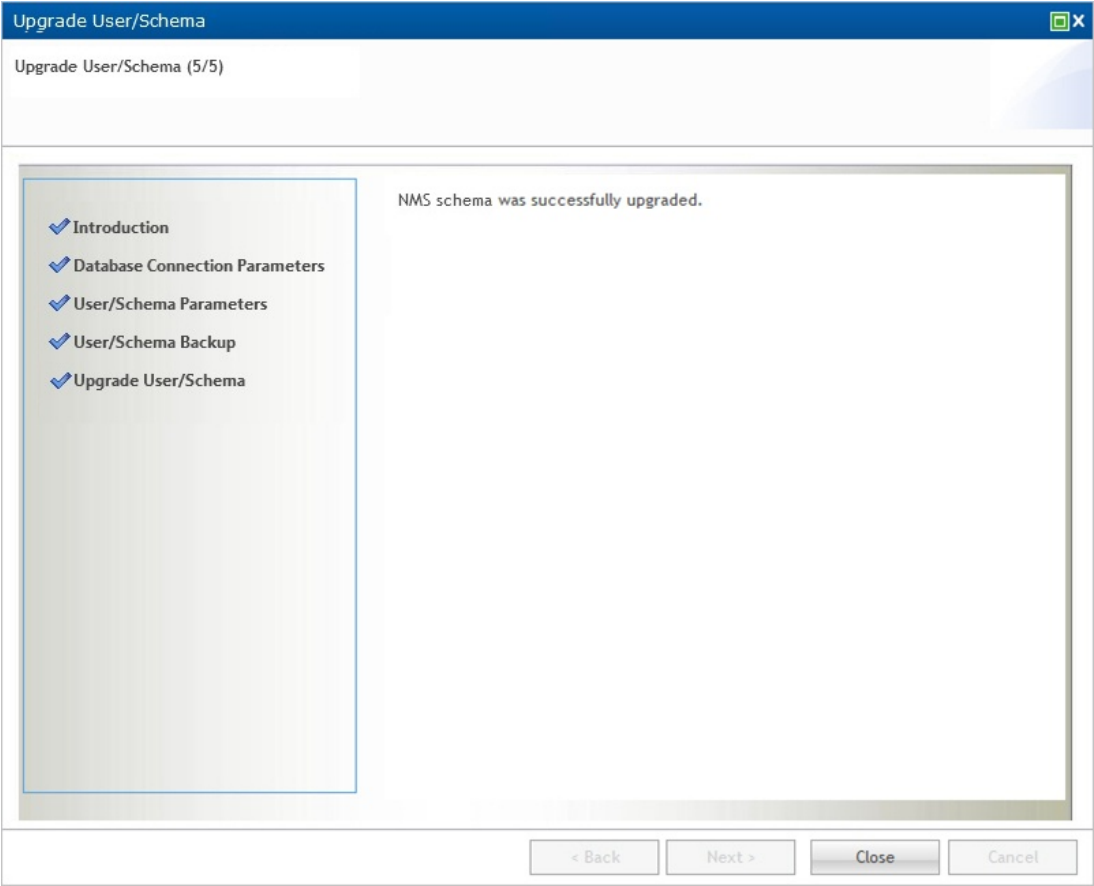 Upgrade User/Schema
Upgrade User/Schema (5/5)
Introduction
Database Connection Parameters
User/Schema Parameters
User/Schema Backup
Upgrade User/Schema
NMS schema was successfully upgraded.
< Back
Next >
Close
Cancel